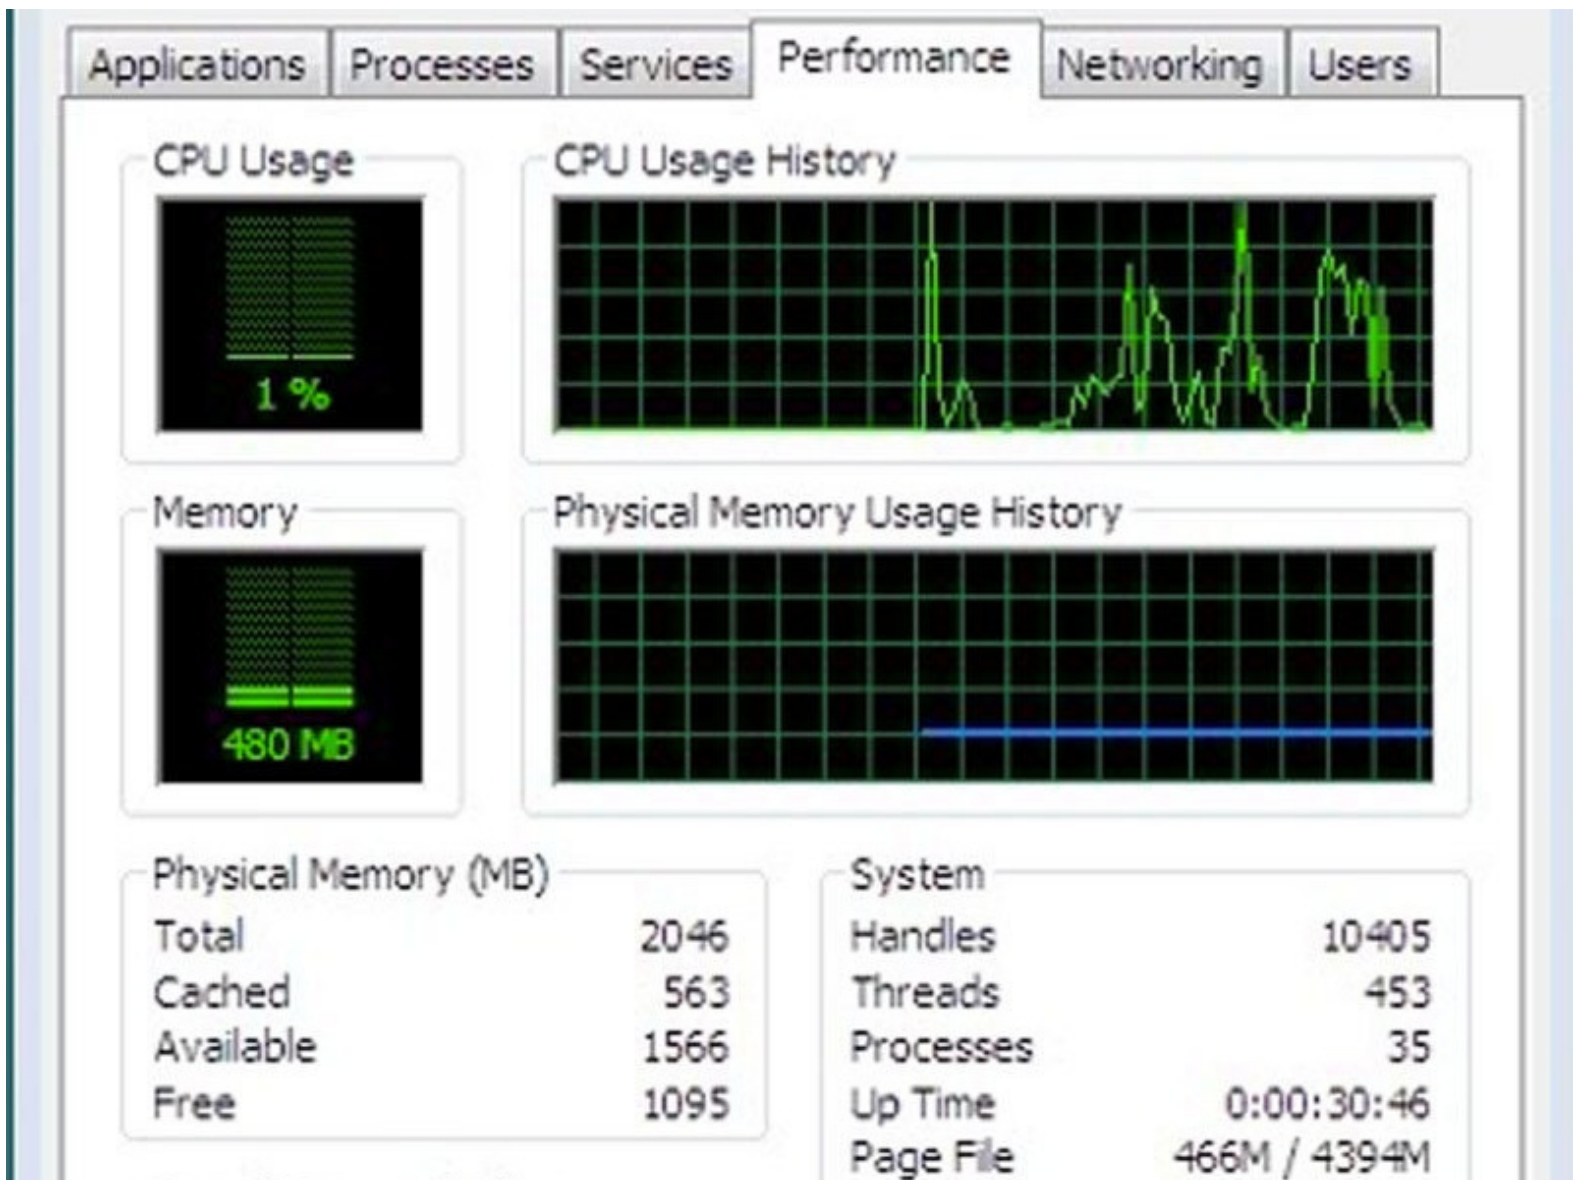 Applications Processes Services Performance Networking Users
CPU Usage
CPU Usage History
1 %
Memory
Physical Memory Usage History
480 MB
Physical Memory (MB)
Total 2046
Cached 563
Available 1566
Free 1095
System
Handles 10405
Threads 453
Processes 35
Up Time 0:00:30:46
Page File 466M / 4394M